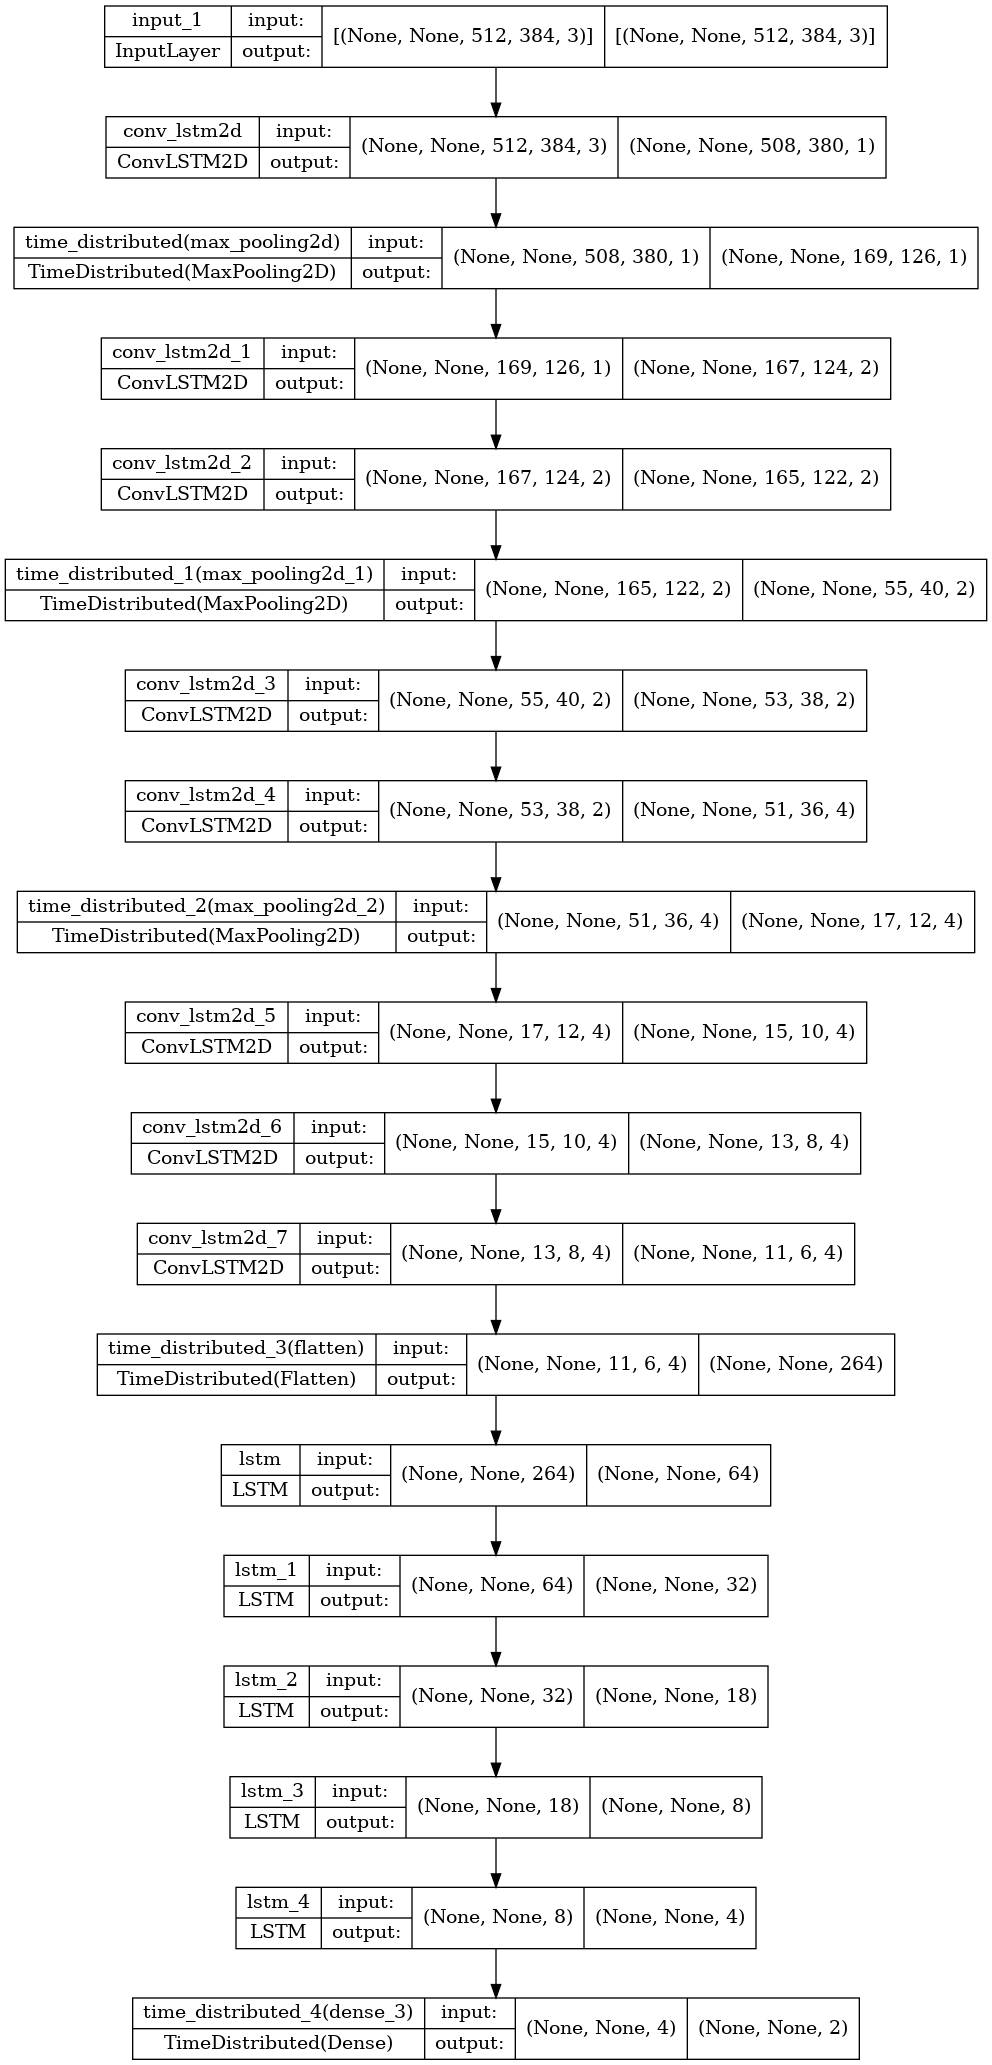 input_1 input: [(None, None, 512, 384, 3)] [(None, None, 512, 384, 3)]
InputLayer output:
conv_lstm2d input: (None, None, 512, 384, 3) (None, None, 508, 380, 1)
ConvLSTM2D output:
time_distributed(max_pooling2d) input: (None, None, 508, 380, 1) (None, None, 169, 126, 1)
TimeDistributed(MaxPooling2D) output:
conv_lstm2d_1 input: (None, None, 169, 126, 1) (None, None, 167, 124, 2)
ConvLSTM2D output:
conv_lstm2d_2 input: (None, None, 167, 124, 2) (None, None, 165, 122, 2)
ConvLSTM2D output:
time_distributed_1(max_pooling2d_1) input: (None, None, 165, 122, 2) (None, None, 55, 40, 2)
TimeDistributed(MaxPooling2D) output:
conv_lstm2d_3 input: (None, None, 55, 40, 2) (None, None, 53, 38, 2)
ConvLSTM2D output:
conv_lstm2d_4 input: (None, None, 53, 38, 2) (None, None, 51, 36, 4)
ConvLSTM2D output:
time_distributed_2(max_pooling2d_2) input: (None, None, 51, 36, 4) (None, None, 17, 12, 4)
TimeDistributed(MaxPooling2D) output:
conv_lstm2d_5 input: (None, None, 17, 12, 4) (None, None, 15, 10, 4)
ConvLSTM2D output:
conv_lstm2d_6 input: (None, None, 15, 10, 4) (None, None, 13, 8, 4)
ConvLSTM2D output:
conv_lstm2d_7 input: (None, None, 13, 8, 4) (None, None, 11, 6, 4)
ConvLSTM2D output:
time_distributed_3(flatten) input: (None, None, 11, 6, 4) (None, None, 264)
TimeDistributed(Flatten) output:
lstm input: (None, None, 264) (None, None, 64)
LSTM output:
lstm_1 input: (None, None, 64) (None, None, 32)
LSTM output:
lstm_2 input: (None, None, 32) (None, None, 18)
LSTM output:
lstm_3 input: (None, None, 18) (None, None, 8)
LSTM output:
lstm_4 input: (None, None, 8) (None, None, 4)
LSTM output:
time_distributed_4(dense_3) input: (None, None, 4) (None, None, 2)
TimeDistributed(Dense) output: